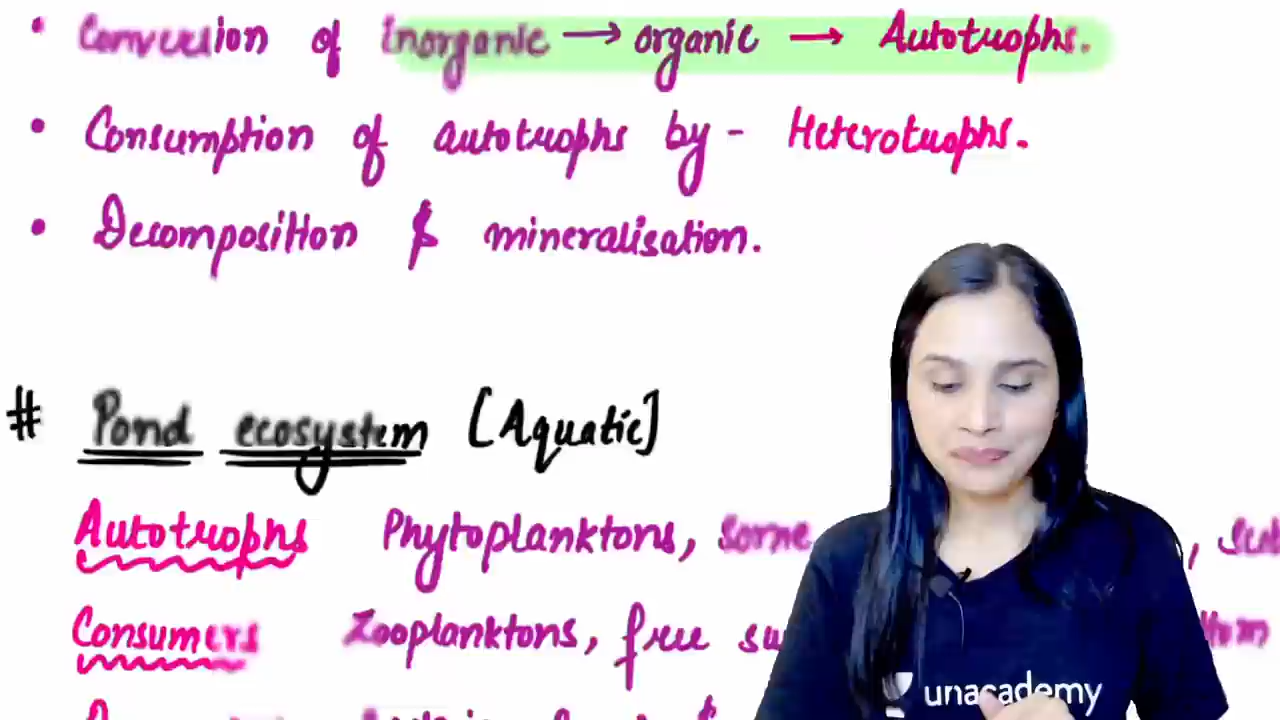 • Conversion of Inorganic → organic → Autotrophs.
• Consumption of autotrophs by - Heterotrophs.
• Decomposition & mineralisation.
# Pond ecosystem [Aquatic]
Autotrophs Phytoplanktons, some ,
Consumers Zooplanktons, free
unacademy